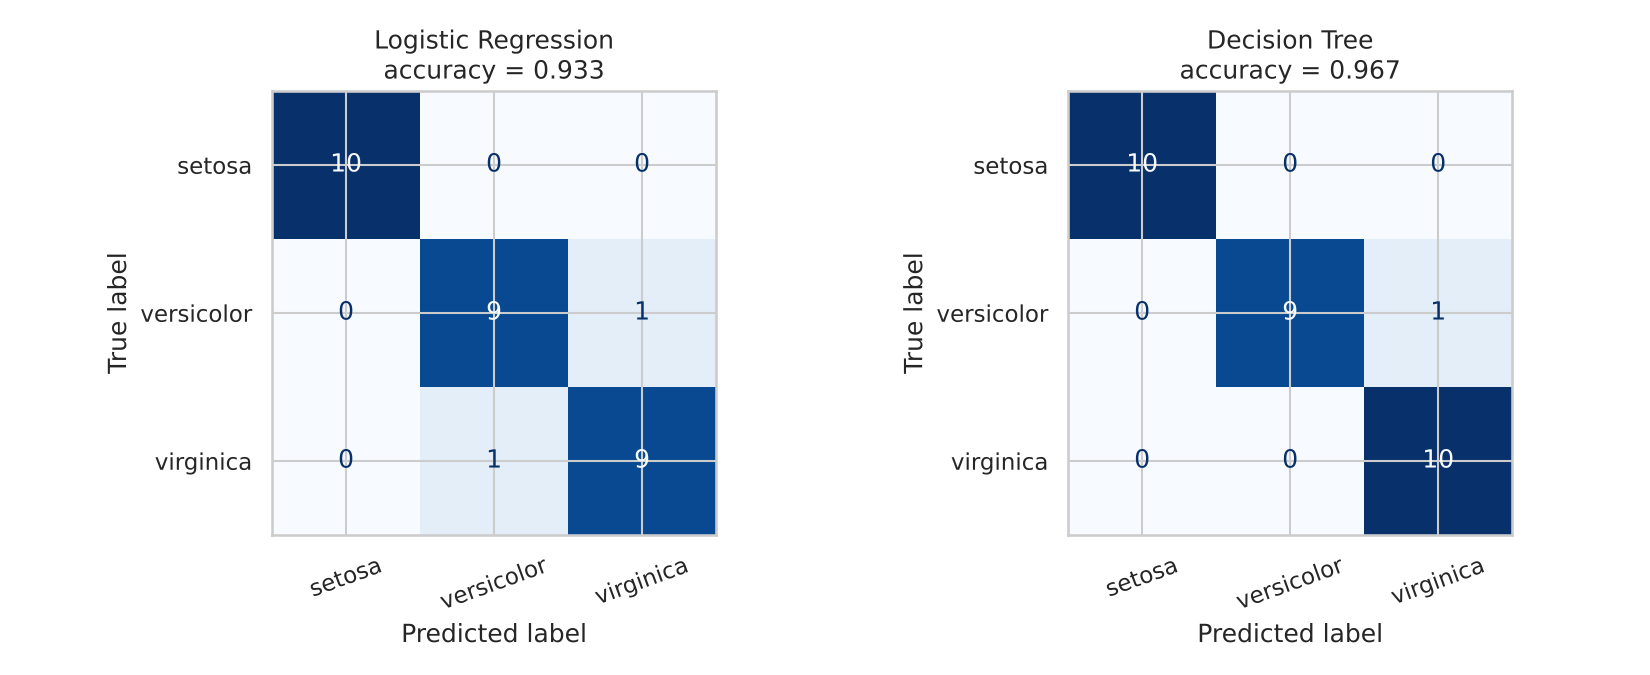 Logistic Regression
accuracy = 0.933
setosa
10 0 0
versicolor
0 9 1
virginica
0 1 9
True label
setosa versicolor virginica
Predicted label
Decision Tree
accuracy = 0.967
setosa
10 0 0
versicolor
0 9 1
virginica
0 0 10
True label
setosa versicolor virginica
Predicted label